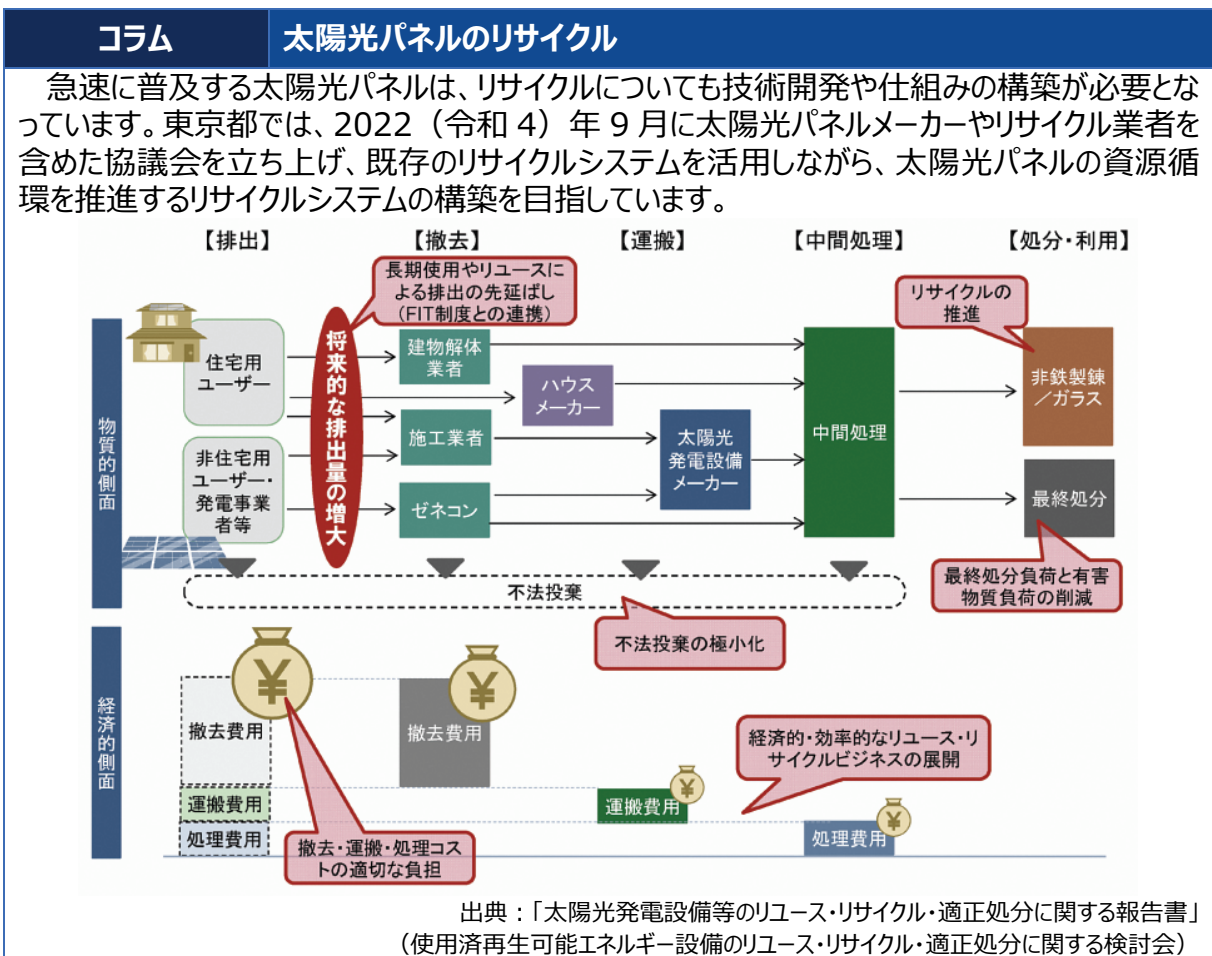 コラム
太陽光パネルのリサイクル
急速に普及する太陽光パネルは、リサイクルについても技術開発や仕組みの構築が必要とな
っています。東京都では、2022（令和 4）年 9 月に太陽光パネルメーカーやリサイクル業者を
含めた協議会を立ち上げ、既存のリサイクルシステムを活用しながら、太陽光パネルの資源循
環を推進するリサイクルシステムの構築を目指しています。
【排出】
【撤去】
【運搬】
【中間処理】
【処分・利用】
長期使用やリユースに
よる排出の先延ばし
（FIT制度との連携）
リサイクルの
推進
物質的側面
住宅用
ユーザー
非住宅用
ユーザー・
発電事業
者等
将来的な排出量の増大
建物解体
業者
施工業者
ゼネコン
ハウス
メーカー
太陽光
発電設備
メーカー
中間処理
非鉄製錬
／ガラス
最終処分
不法投棄
最終処分負荷と有害
物質負荷の削減
不法投棄の極小化
経済的側面
¥
撤去費用
運搬費用
処理費用
¥
撤去費用
¥
運搬費用
¥
処理費用
経済的・効率的なリユース・リ
サイクルビジネスの展開
撤去・運搬・処理コス
トの適切な負担
出典：「太陽光発電設備等のリユース・リサイクル・適正処分に関する報告書」
（使用済再生可能エネルギー設備のリユース・リサイクル・適正処分に関する検討会）